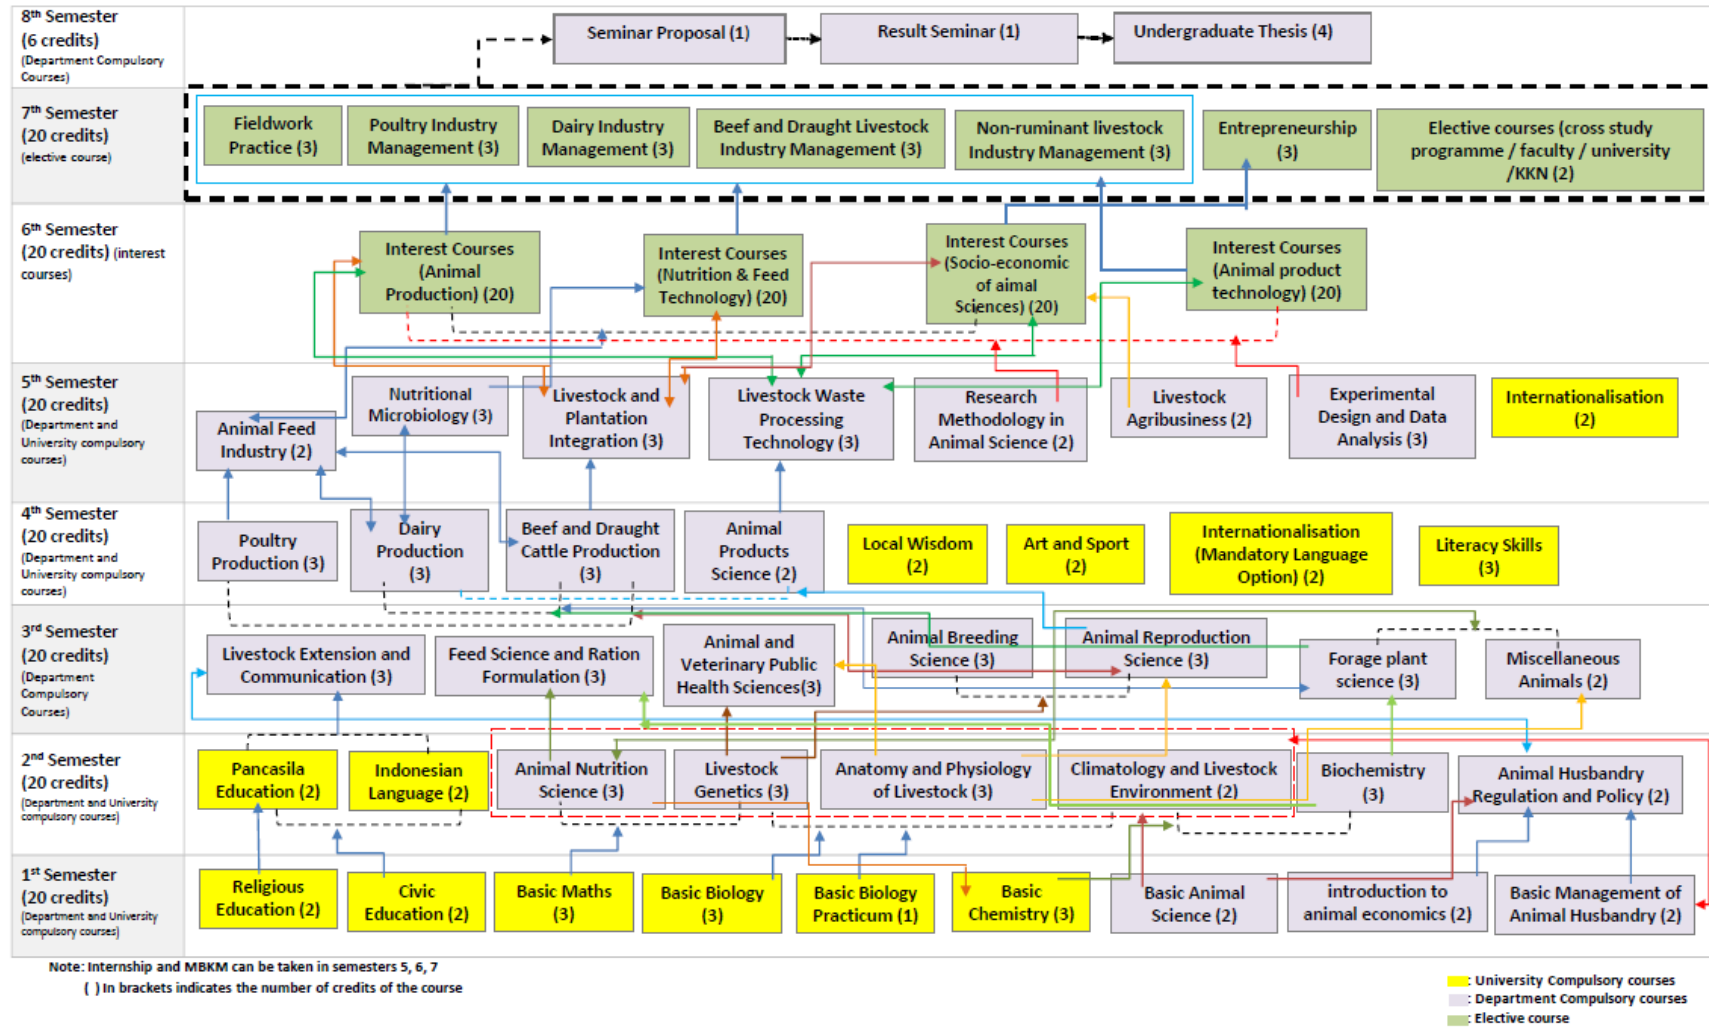 8th Semester
(6 credits)
(Department Compulsory
Courses)
Seminar Proposal (1)
Result Seminar (1)
Undergraduate Thesis (4)
7th Semester
(20 credits)
(elective course)
Fieldwork
Practice (3)
Poultry Industry
Management (3)
Dairy Industry
Management (3)
Beef and Draught Livestock
Industry Management (3)
Non-ruminant livestock
Industry Management (3)
Entrepreneurship
(3)
Elective courses (cross study
programme / faculty / university
/KKN (2)
6th Semester
(20 credits) (interest
courses)
Interest Courses
(Animal
Production) (20)
Interest Courses
(Nutrition & Feed
Technology) (20)
Interest Courses
(Socio-economic
of aimal
Sciences) (20)
Interest Courses
(Animal product
technology) (20)
5th Semester
(20 credits)
(Department and
University compulsory
courses)
Animal Feed
Industry (2)
Nutritional
Microbiology (3)
Livestock and
Plantation
Integration (3)
Livestock Waste
Processing
Technology (3)
Research
Methodology in
Animal Science (2)
Livestock
Agribusiness (2)
Experimental
Design and Data
Analysis (3)
Internationalisation
(2)
4th Semester
(20 credits)
(Department and
University compulsory
courses)
Poultry
Production (3)
Dairy
Production
(3)
Beef and Draught
Cattle Production
(3)
Animal
Products
Science (2)
Local Wisdom
(2)
Art and Sport
(2)
Internationalisation
(Mandatory Language
Option) (2)
Literacy Skills
(3)
3rd Semester
(20 credits)
(Department
Compulsory
Courses)
Livestock Extension and
Communication (3)
Feed Science and Ration
Formulation (3)
Animal and
Veterinary Public
Health Sciences(3)
Animal Breeding
Science (3)
Animal Reproduction
Science (3)
Forage plant
science (3)
Miscellaneous
Animals (2)
2nd Semester
(20 credits)
(Department and University
compulsory courses)
Pancasila
Education (2)
Indonesian
Language (2)
Animal Nutrition
Science (3)
Livestock
Genetics (3)
Anatomy and Physiology
of Livestock (3)
Climatology and Livestock
Environment (2)
Biochemistry
(3)
Animal Husbandry
Regulation and Policy (2)
1st Semester
(20 credits)
(Department and University
compulsory courses)
Religious
Education (2)
Civic
Education (2)
Basic Maths
(3)
Basic Biology
(3)
Basic Biology
Practicum (1)
Basic
Chemistry (3)
Basic Animal
Science (2)
introduction to
animal economics (2)
Basic Management of
Animal Husbandry (2)
Note: Internship and MBKM can be taken in semesters 5, 6, 7
( ) In brackets indicates the number of credits of the course
: University Compulsory courses
: Department Compulsory courses
: Elective course